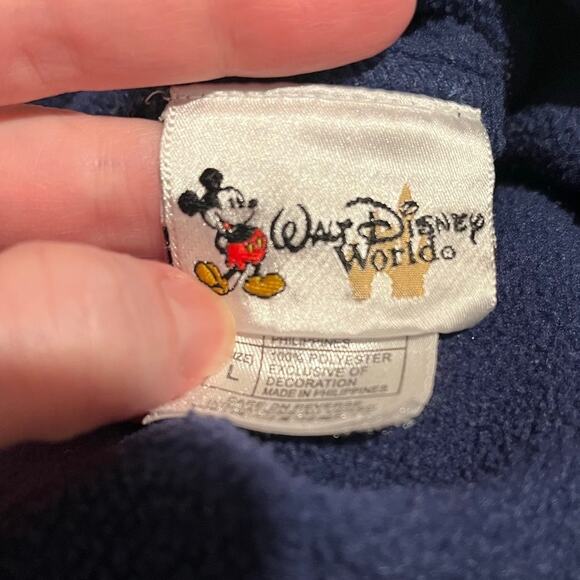 WALT DISNEY
World
PHILIPPINES
SIZE
L
100% POLYESTER
EXCLUSIVE OF
DECORATION
MADE IN PHILIPPINES